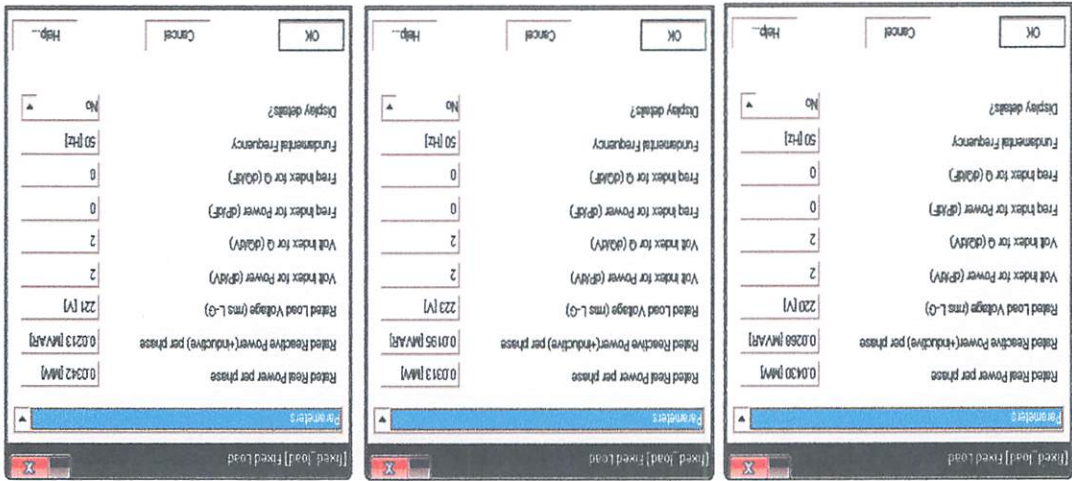 [fixed_load] Fixed Load
X
Parameters
Rated Real Power per phase 0.0430 [MW]
Rated Reactive Power(+inductive) per phase 0.0268 [MVAR]
Rated Load Voltage (rms L-G) 220 [V]
Volt Index for Power (dP/dV) 2
Volt Index for Q (dQ/dV) 2
Freq Index for Power (dP/dF) 0
Freq Index for Q (dQ/dF) 0
Fundamental Frequency 50 [Hz]
Display details? No
OK Cancel Help...
[fixed_load] Fixed Load
X
Parameters
Rated Real Power per phase 0.0313 [MW]
Rated Reactive Power(+inductive) per phase 0.0195 [MVAR]
Rated Load Voltage (rms L-G) 223 [V]
Volt Index for Power (dP/dV) 2
Volt Index for Q (dQ/dV) 2
Freq Index for Power (dP/dF) 0
Freq Index for Q (dQ/dF) 0
Fundamental Frequency 50 [Hz]
Display details? No
OK Cancel Help...
[fixed_load] Fixed Load
X
Parameters
Rated Real Power per phase 0.0342 [MW]
Rated Reactive Power(+inductive) per phase 0.0213 [MVAR]
Rated Load Voltage (rms L-G) 221 [V]
Volt Index for Power (dP/dV) 2
Volt Index for Q (dQ/dV) 2
Freq Index for Power (dP/dF) 0
Freq Index for Q (dQ/dF) 0
Fundamental Frequency 50 [Hz]
Display details? No
OK Cancel Help...